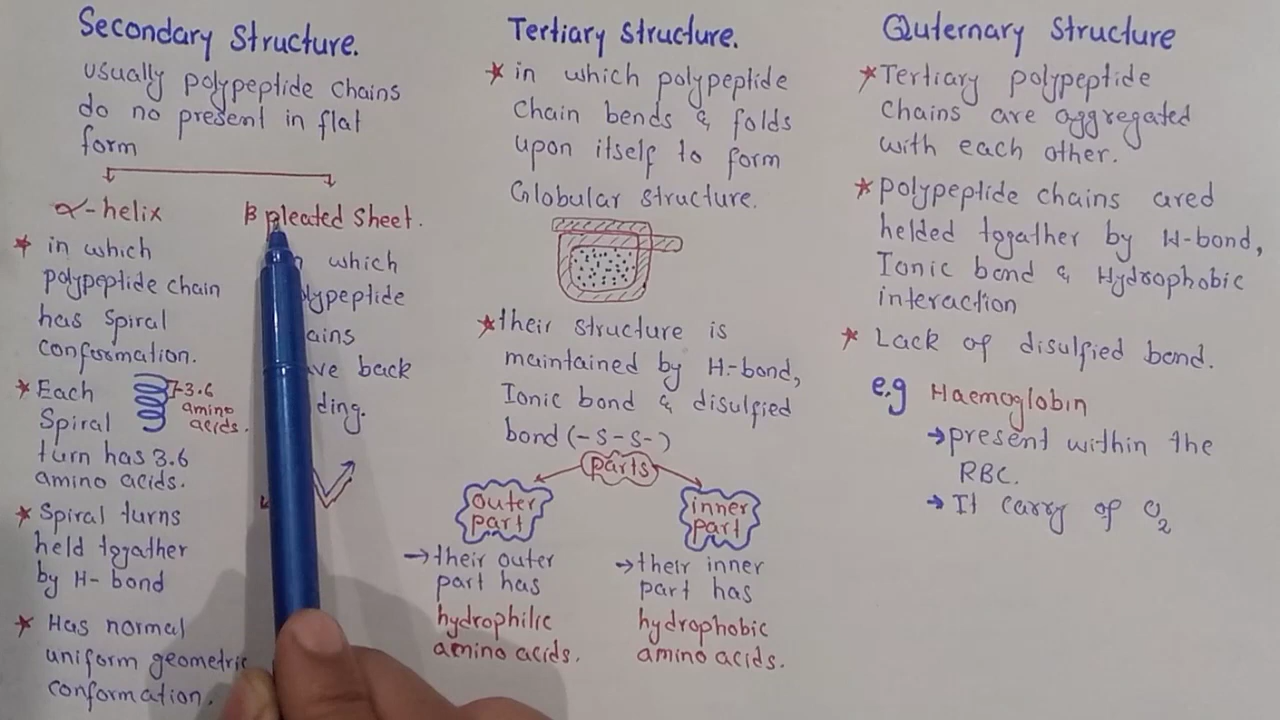 Secondary Structure.
usually polypeptide chains
do no present in flat
form
α-helix
* in which
polypeptide chain
has Spiral
conformation.
* Each
Spiral
turn has 3.6
amino acids.
3.6
amino
acids.
* Spiral turns
held togather
by H-bond
* Has normal
uniform geometric
conformation.
β pleated Sheet.
which
back
Tertiary Structure.
* in which polypeptide
Chain bends & folds
upon itself to form
Globular structure.
* their structure is
maintained by H-bond,
Ionic bond & disulfied
bond (-S-S-)
parts
outer
part
→ their outer
part has
hydrophilic
amino acids.
inner
part
→ their inner
part has
hydrophobic
amino acids.
Quternary Structure
* Tertiary polypeptide
chains are aggregated
with each other.
* polypeptide chains ared
helded togather by H-bond,
Ionic bond & Hydrophobic
interaction
* Lack of disulfied bond.
e.g Haemoglobin
→ present within the
RBC.
→ It carry of O2